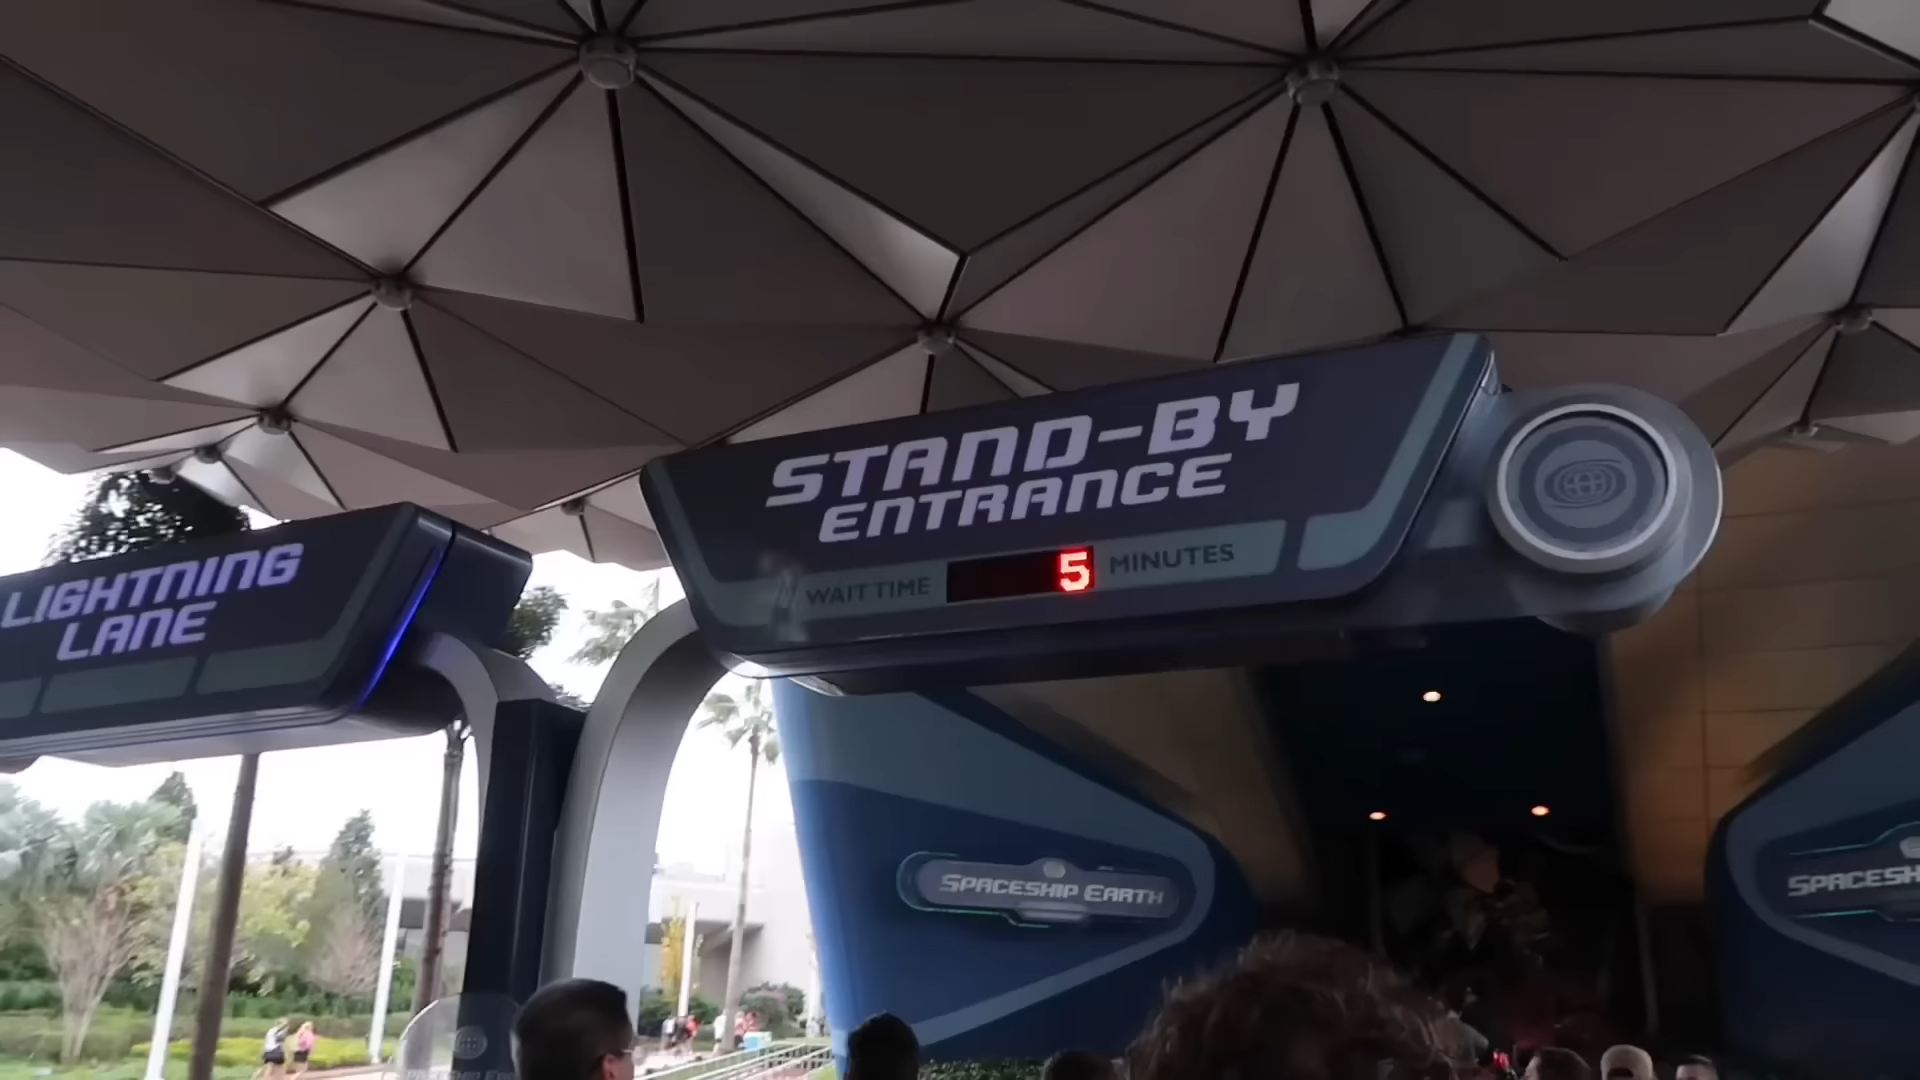 LIGHTNING
LANE
STAND-BY
ENTRANCE
WAIT TIME 5 MINUTES
SPACESHIP EARTH
SPACESH